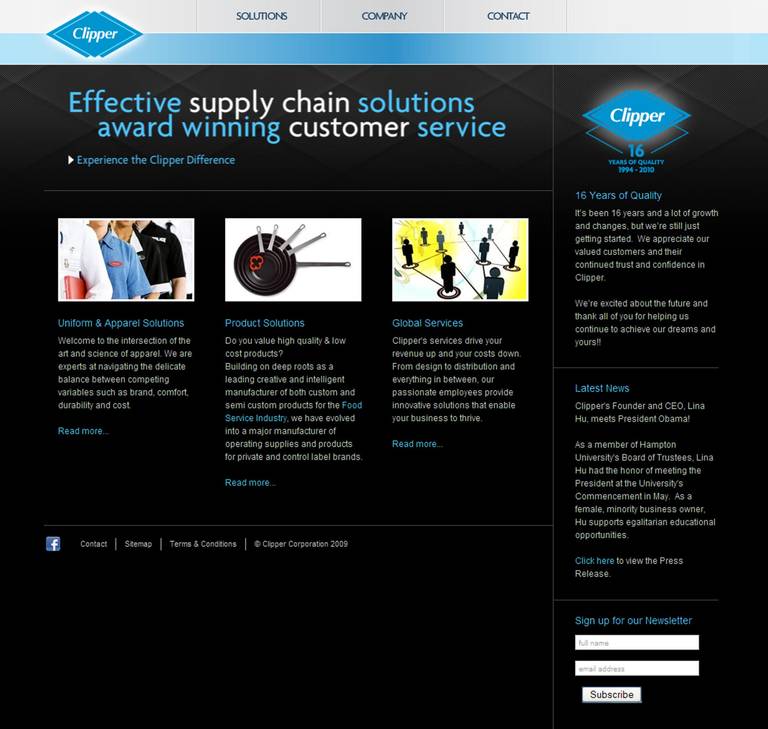 Clipper
SOLUTIONS
COMPANY
CONTACT
Effective supply chain solutions
award winning customer service
Experience the Clipper Difference
Uniform & Apparel Solutions
Welcome to the intersection of the
art and science of apparel. We are
experts at navigating the delicate
balance between competing
variables such as brand, comfort,
durability and cost.
Read more...
Product Solutions
Do you value high quality & low
cost products?
Building on deep roots as a
leading creative and intelligent
manufacturer of both custom and
semi custom products for the Food
Service Industry, we have evolved
into a major manufacturer of
operating supplies and products
for private and control label brands.
Read more...
Global Services
Clipper's services drive your
revenue up and your costs down.
From design to distribution and
everything in between, our
passionate employees provide
innovative solutions that enable
your business to thrive.
Read more...
Contact
Sitemap
Terms & Conditions
© Clipper Corporation 2009
Clipper
16
YEARS OF QUALITY
1994 - 2010
16 Years of Quality
It's been 16 years and a lot of growth
and changes, but we're still just
getting started. We appreciate our
valued customers and their
continued trust and confidence in
Clipper.
We're excited about the future and
thank all of you for helping us
continue to achieve our dreams and
yours!!
Latest News
Clipper's Founder and CEO, Lina
Hu, meets President Obama!
As a member of Hampton
University's Board of Trustees, Lina
Hu had the honor of meeting the
President at the University's
Commencement in May. As a
female, minority business owner,
Hu supports egalitarian educational
opportunities.
Click here to view the Press
Release.
Sign up for our Newsletter
full name
email address
Subscribe